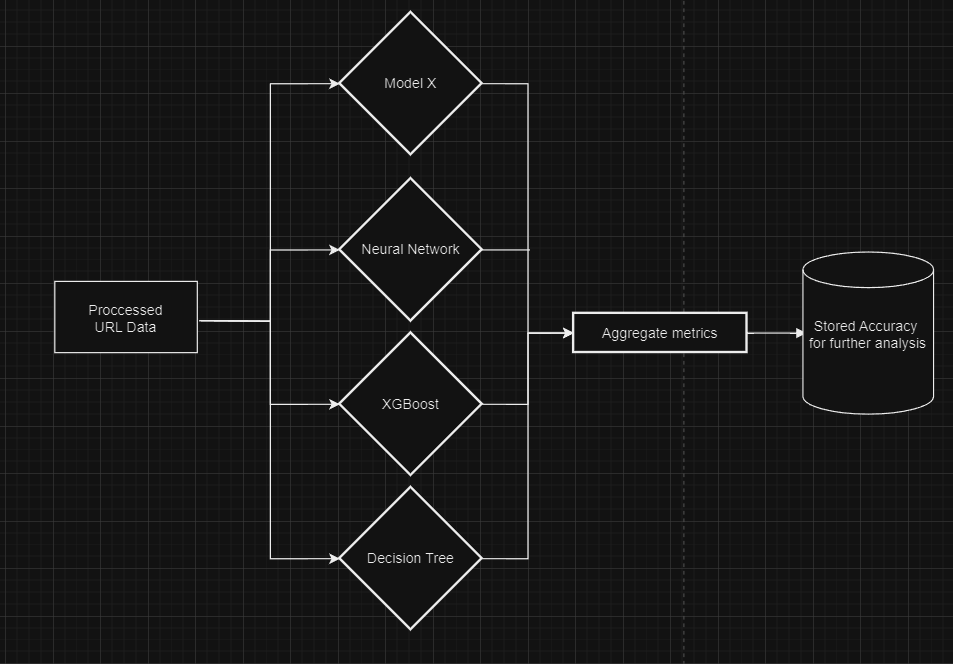 Model X
Neural Network
Proccessed
URL Data
XGBoost
Decision Tree
Aggregate metrics
Stored Accuracy
for further analysis